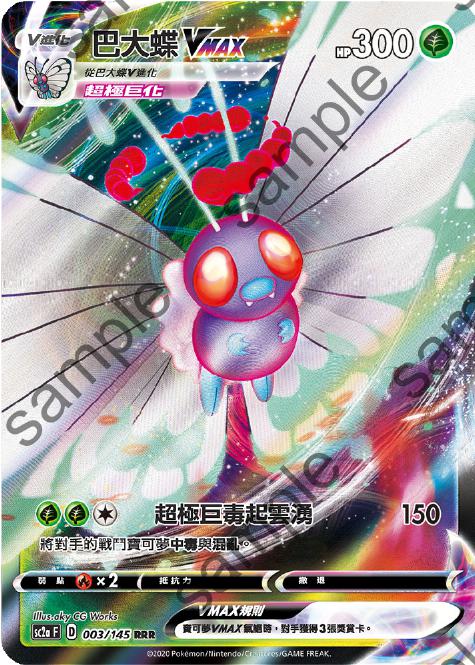 V進化
巴大蝶VMAX
HP300
從巴大蝶V進化
超極巨化
sample
sample
sample
sample
sample
sample
超極巨毒起雲湧 150
將對手的戰鬥寶可夢中毒與混亂。
弱點 ×2 抵抗力 撤退
Illus:aky CG Works
VMAX規則
sc2a F D 003/145 RRR
寶可夢VMAX氣絕時,對手獲得3張獎賞卡。
©2020 Pokémon/Nintendo/Creatures/GAME FREAK.